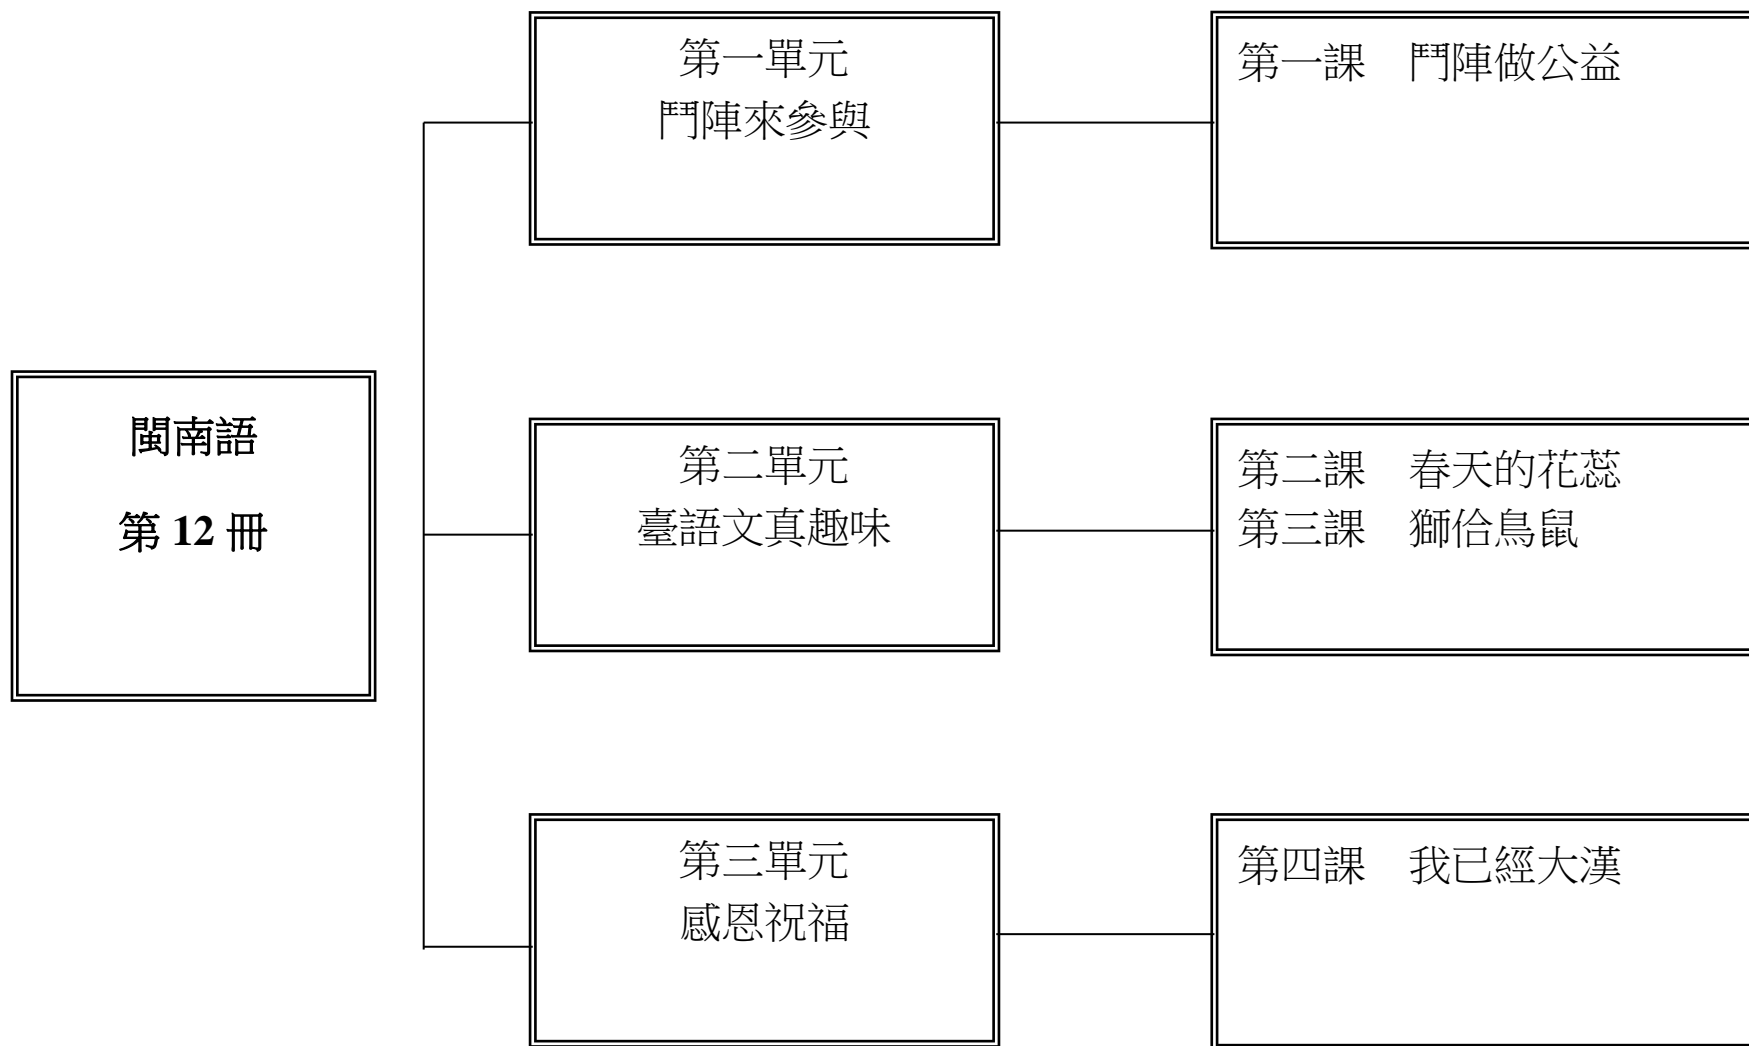 閩南語
第 12 冊
第一單元
鬥陣來參與
第一課　鬥陣做公益
第二單元
臺語文真趣味
第二課　春天的花蕊
第三課　獅佮鳥鼠
第三單元
感恩祝福
第四課　我已經大漢